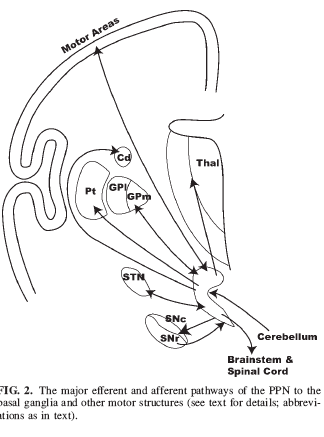 Motor Areas
Cd
Thal
Pt
GPl
GPm
STN
SNc
SNr
Cerebellum
Brainstem &
Spinal Cord
FIG. 2. The major efferent and afferent pathways of the PPN to the
basal ganglia and other motor structures (see text for details; abbrevi-
ations as in text).